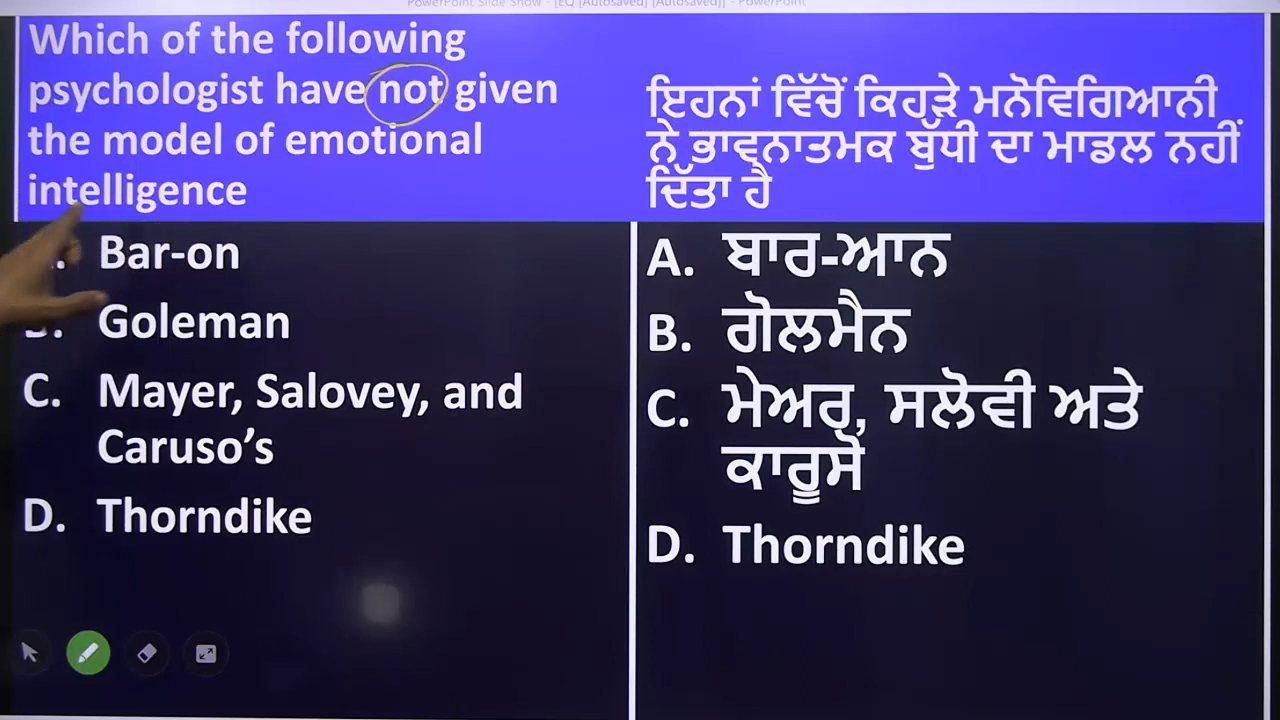 PowerPoint Slide Show - [EQ [Autosaved] [Autosaved]] - PowerPoint
Which of the following
psychologist have not given
the model of emotional
intelligence
ਇਹਨਾਂ ਵਿੱਚੋਂ ਕਿਹੜੇ ਮਨੋਵਿਗਿਆਨੀ
ਨੇ ਭਾਵਨਾਤਮਕ ਬੁੱਧੀ ਦਾ ਮਾਡਲ ਨਹੀਂ
ਦਿੱਤਾ ਹੈ
Bar-on
Goleman
C. Mayer, Salovey, and
Caruso’s
D. Thorndike
A. ਬਾਰ-ਆਨ
B. ਗੋਲਮੈਨ
C. ਮੇਅਰ, ਸਲੋਵੀ ਅਤੇ
ਕਾਰੂਸੋ
D. Thorndike